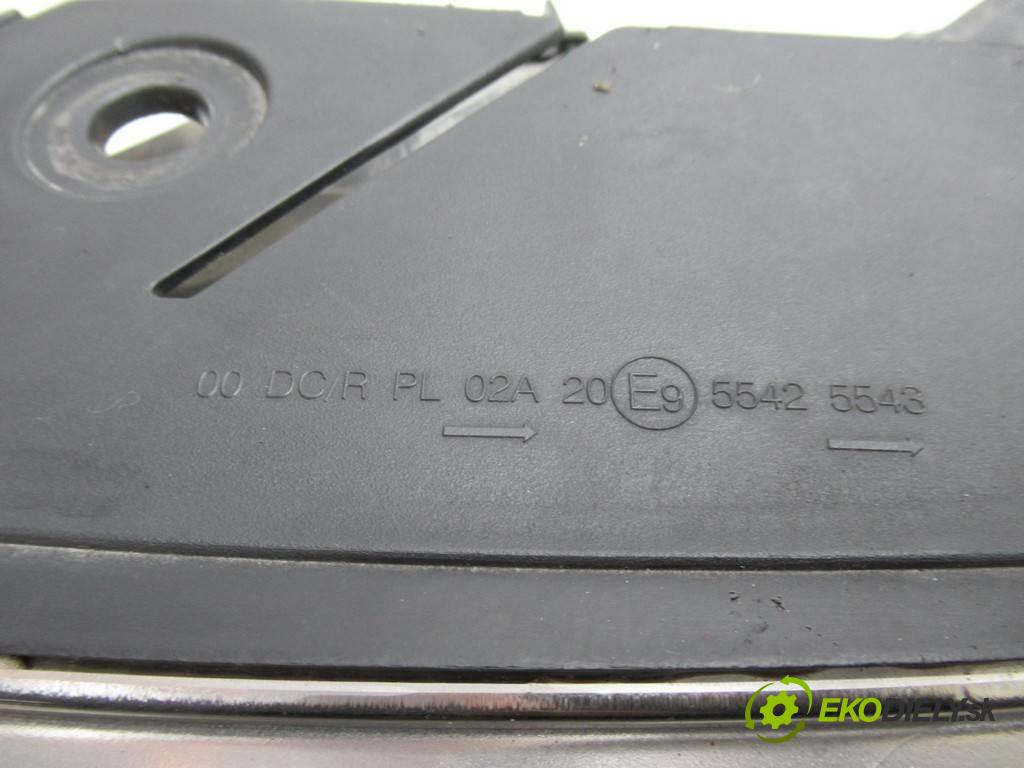 00 DC/R PL 02A 20 E9 5542 5543
EKODIELY.SK